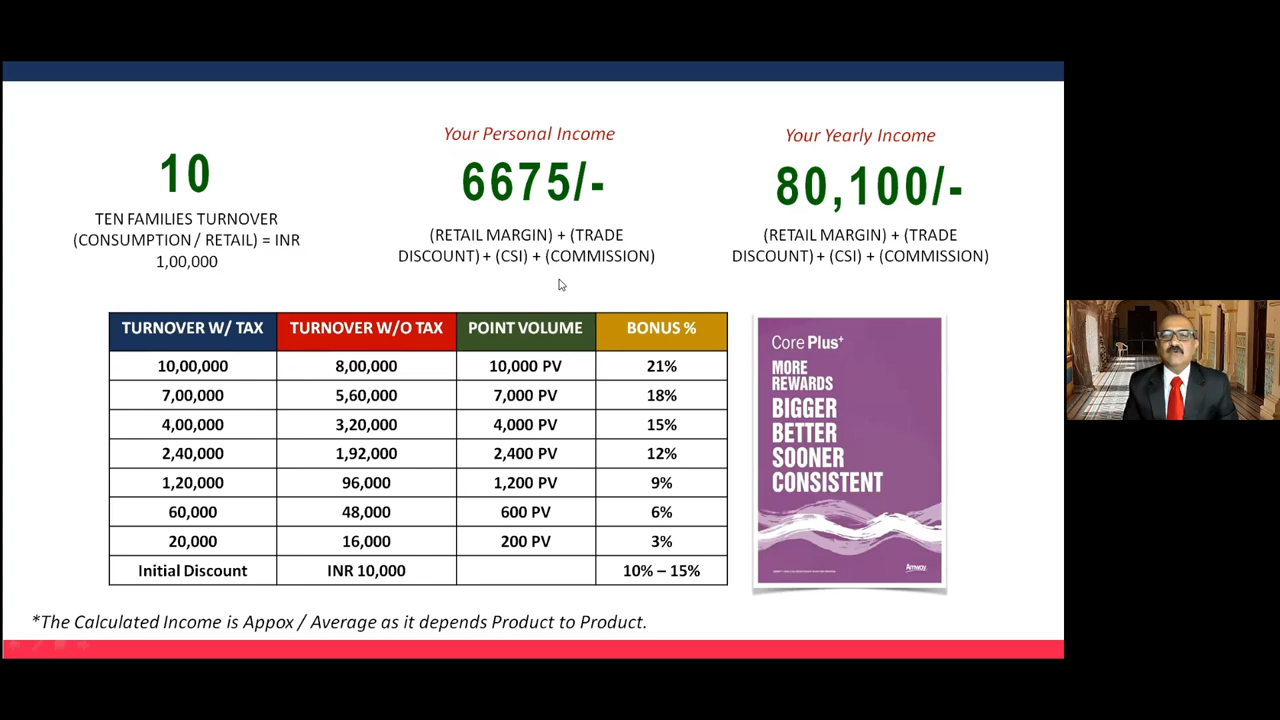 10
TEN FAMILIES TURNOVER
(CONSUMPTION / RETAIL) = INR
1,00,000
Your Personal Income
6675/-
(RETAIL MARGIN) + (TRADE
DISCOUNT) + (CSI) + (COMMISSION)
Your Yearly Income
80,100/-
(RETAIL MARGIN) + (TRADE
DISCOUNT) + (CSI) + (COMMISSION)
TURNOVER W/ TAX TURNOVER W/O TAX POINT VOLUME BONUS %
10,00,000 8,00,000 10,000 PV 21%
7,00,000 5,60,000 7,000 PV 18%
4,00,000 3,20,000 4,000 PV 15%
2,40,000 1,92,000 2,400 PV 12%
1,20,000 96,000 1,200 PV 9%
60,000 48,000 600 PV 6%
20,000 16,000 200 PV 3%
Initial Discount INR 10,000 10% – 15%
Core Plus+
MORE
REWARDS
BIGGER
BETTER
SOONER
CONSISTENT
Amway
*The Calculated Income is Appox / Average as it depends Product to Product.